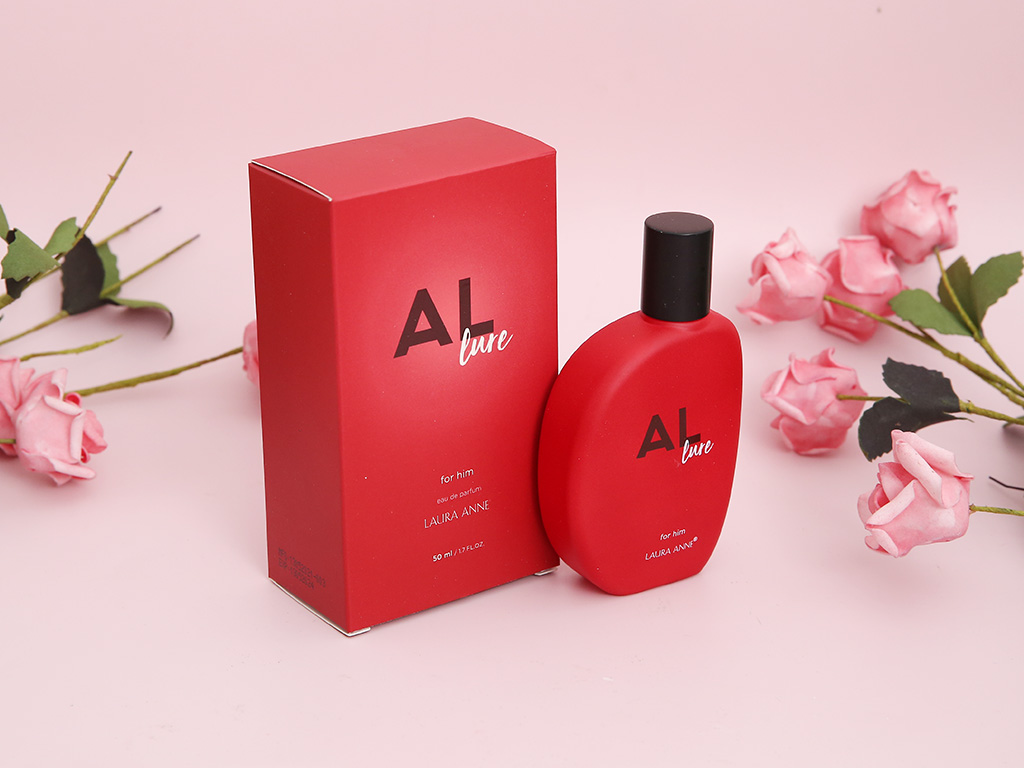 AL
lure
for him
eau de parfum
LAURA ANNE
50 ml / 1.7 FL.OZ.
AL
lure
for him
LAURA ANNE®